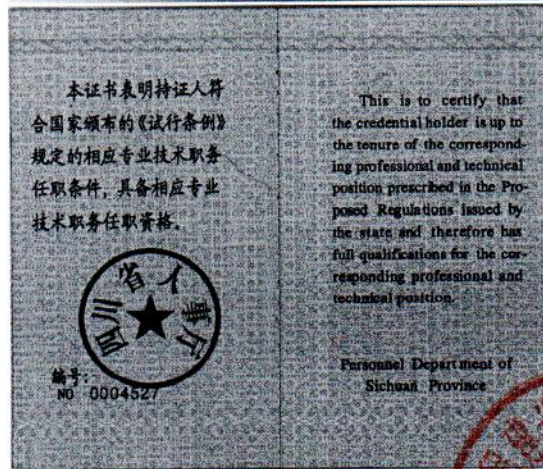 本证书表明持证人符
合国家颁布的《试行条例》
规定的相应专业技术职务
任职条件，具备相应专业
技术职务任职资格。
四川省人事厅
编号：
NO 0004527
This is to certify that
the credential holder is up to
the tenure of the correspond-
ing professional and technical
position prescribed in the Pro-
posed Regulations issued by
the state and therefore has
full qualifications for the cor-
responding professional and
technical position.
Personnel Department of
Sichuan Province